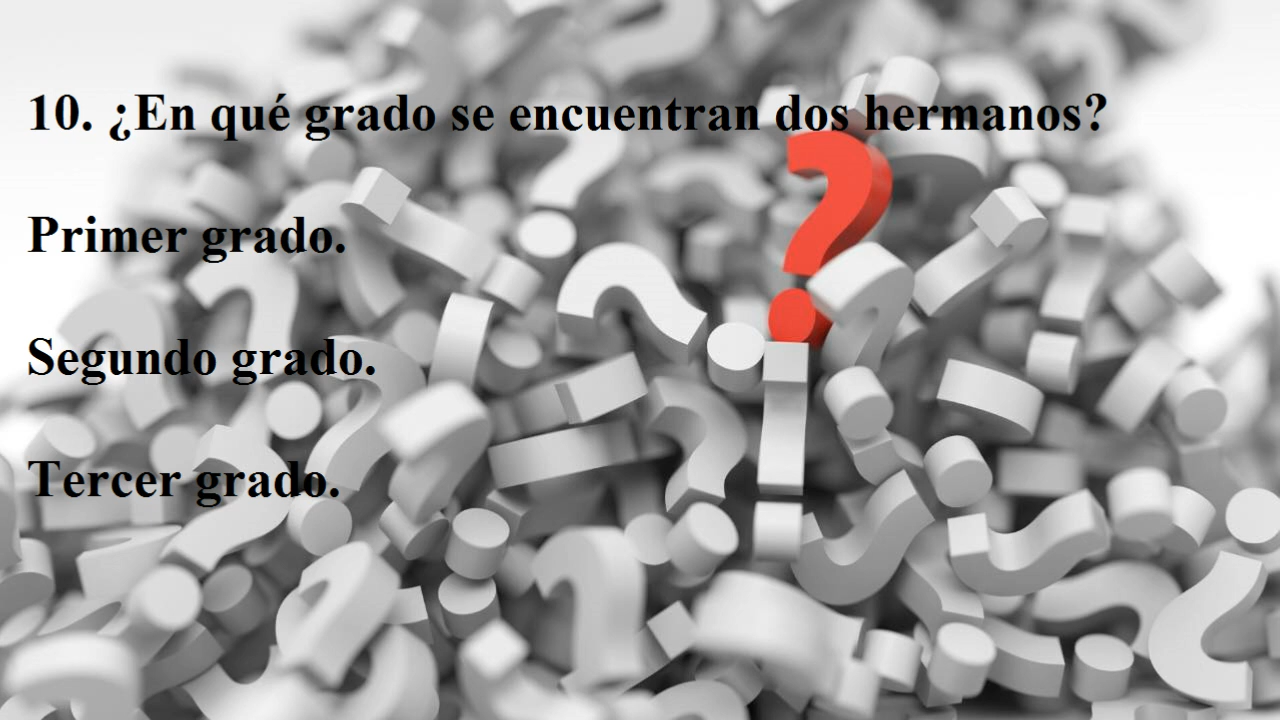 10. ¿En qué grado se encuentran dos hermanos?
Primer grado.
Segundo grado.
Tercer grado.